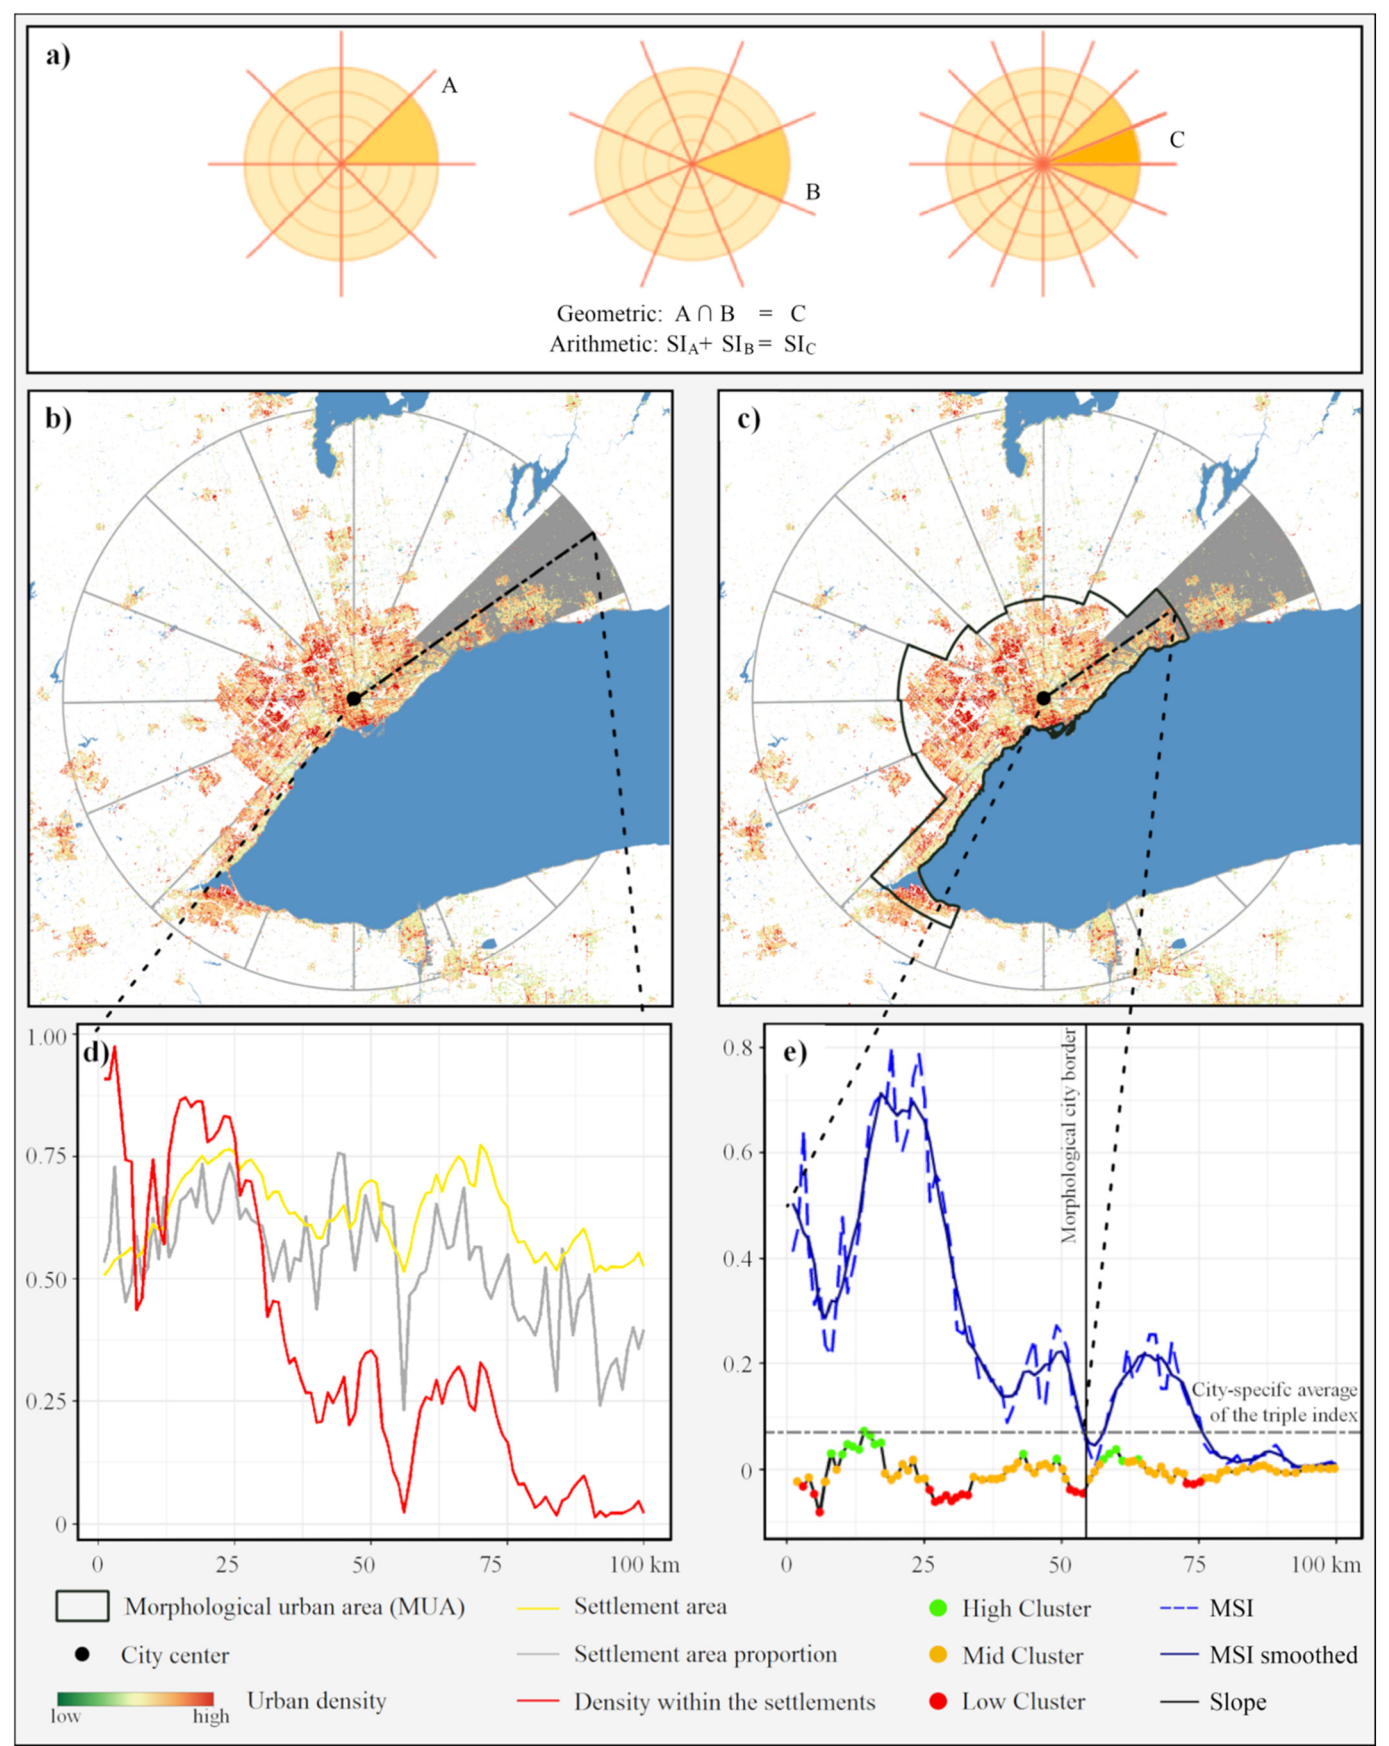 a)
A
B
C
Geometric: A ∩ B = C
Arithmetic: SIA+ SIB= SIC
b)
c)
d)
1.00
0.75
0.50
0.25
0
0 25 50 75 100 km
e)
0.8
0.6
0.4
0.2
0
Morphological city border
City-specifc average
of the triple index
0 25 50 75 100 km
Morphological urban area (MUA)
City center
Urban density
low high
Settlement area
Settlement area proportion
Density within the settlements
High Cluster
Mid Cluster
Low Cluster
MSI
MSI smoothed
Slope